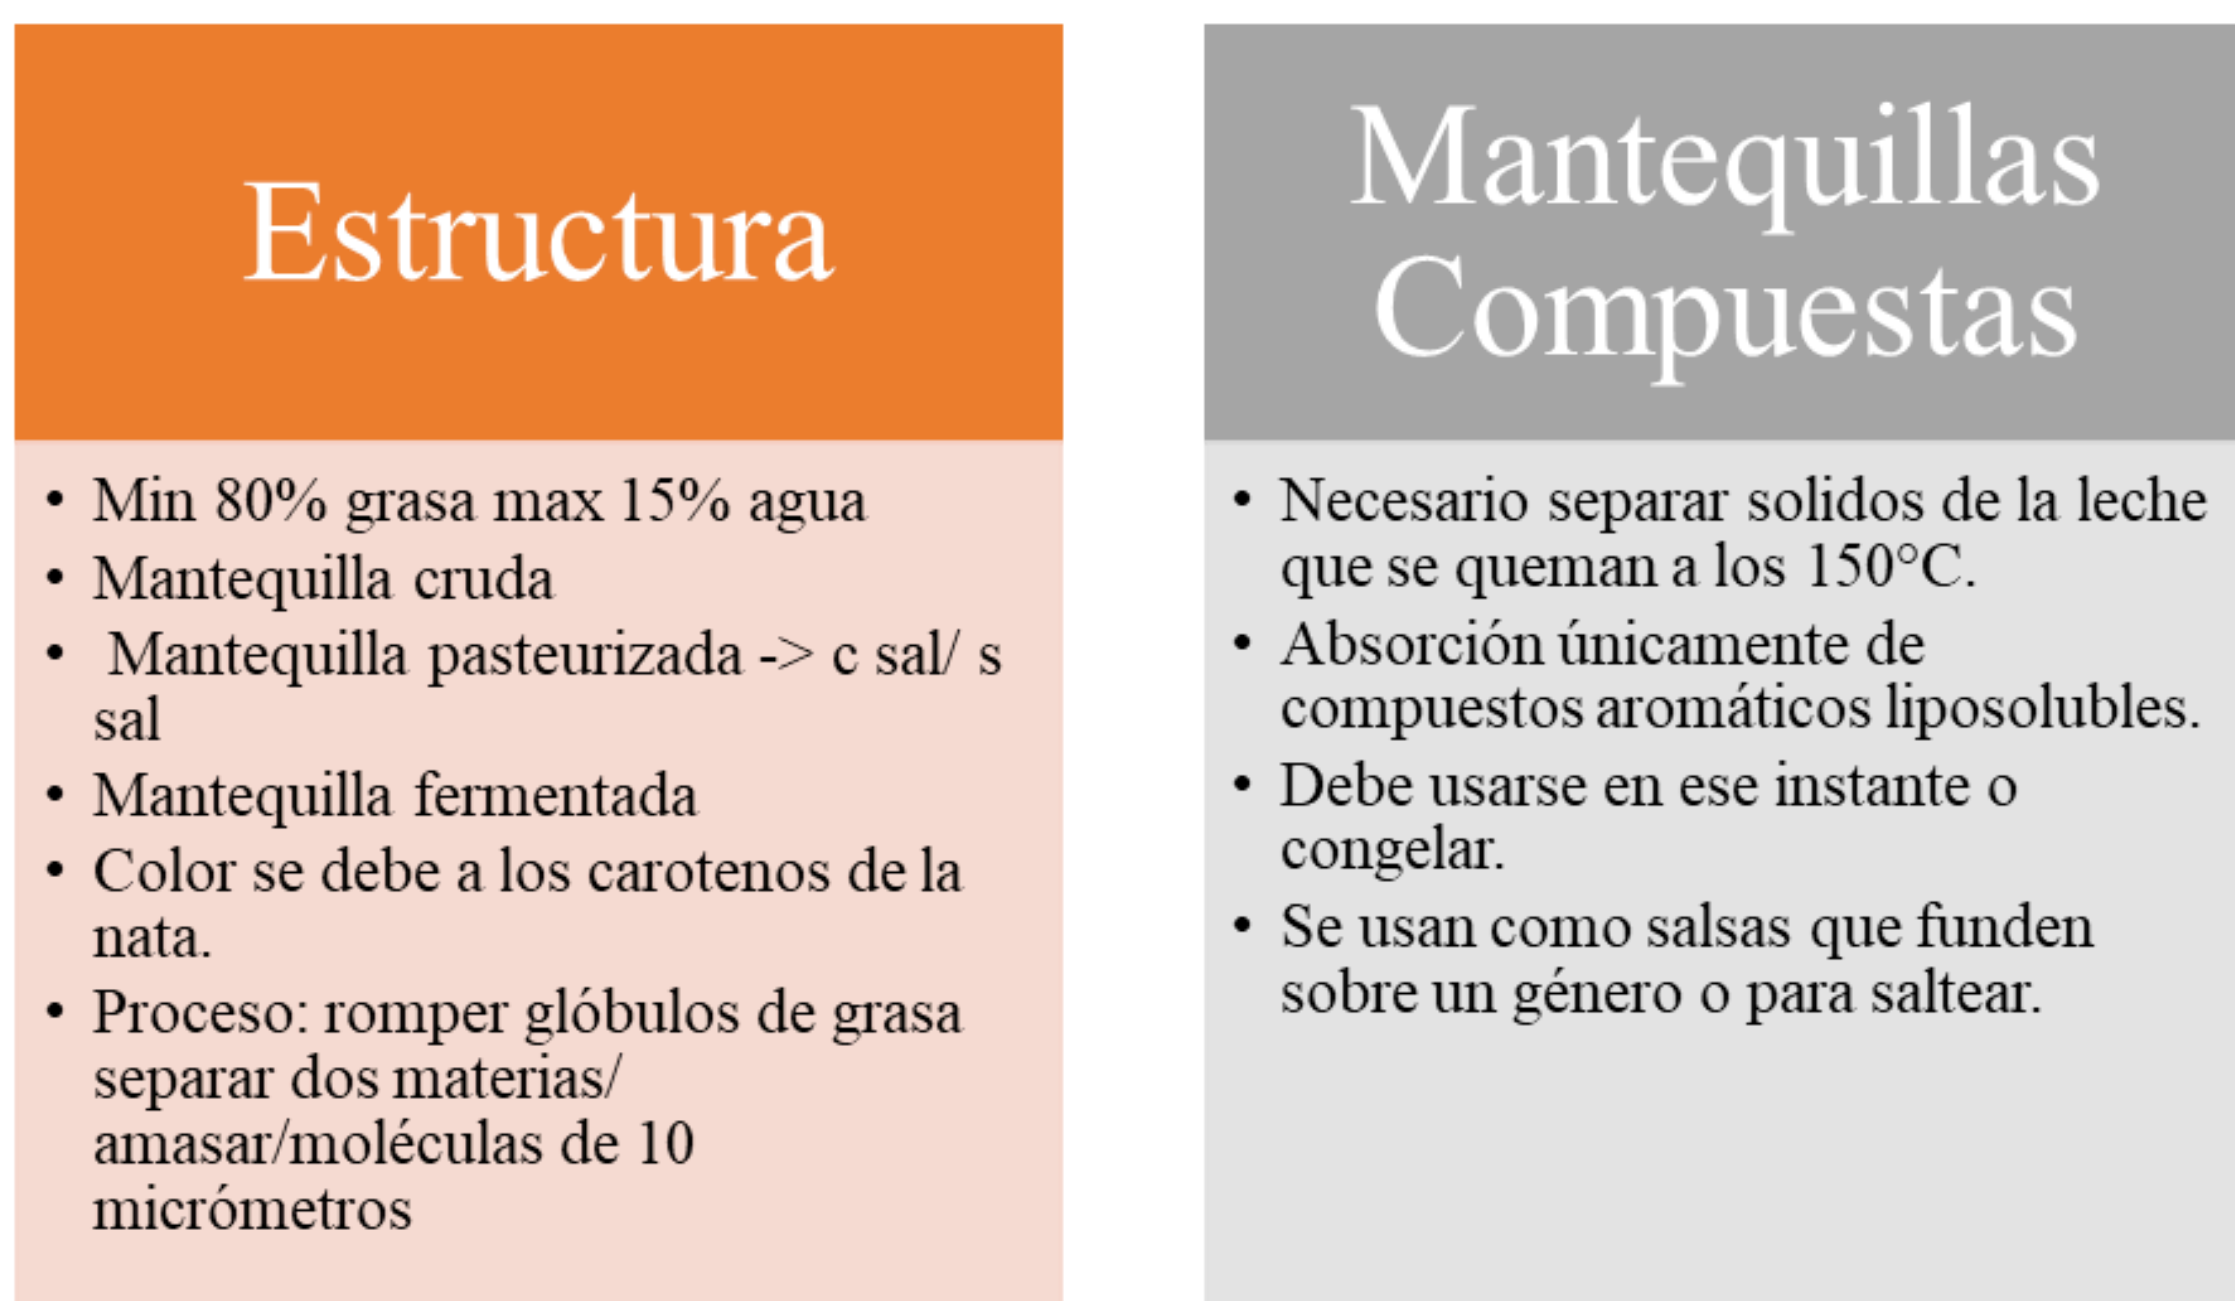 Estructura
• Min 80% grasa max 15% agua
• Mantequilla cruda
• Mantequilla pasteurizada -> c sal/ s
sal
• Mantequilla fermentada
• Color se debe a los carotenos de la
nata.
• Proceso: romper glóbulos de grasa
separar dos materias/
amasar/moléculas de 10
micrómetros
Mantequillas
Compuestas
• Necesario separar solidos de la leche
que se queman a los 150°C.
• Absorción únicamente de
compuestos aromáticos liposolubles.
• Debe usarse en ese instante o
congelar.
• Se usan como salsas que funden
sobre un género o para saltear.